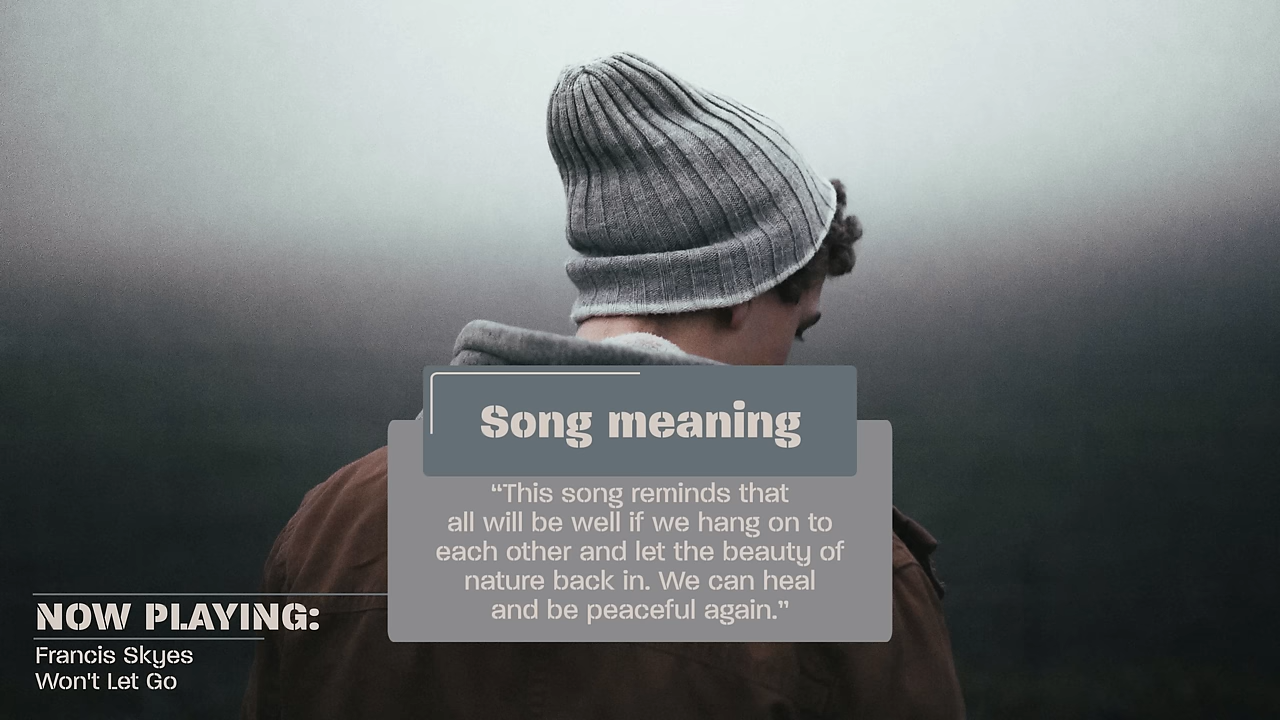 Song meaning
“This song reminds that
all will be well if we hang on to
each other and let the beauty of
nature back in. We can heal
and be peaceful again.”
NOW PLAYING:
Francis Skyes
Won't Let Go